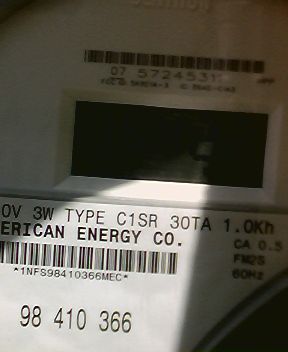 07 5724531
0V 3W TYPE C1SR 30TA 1.0Kh
ERICAN ENERGY CO. CA 0.5
FM2S
*1NFS98410366MEC* 60Hz
98 410 366